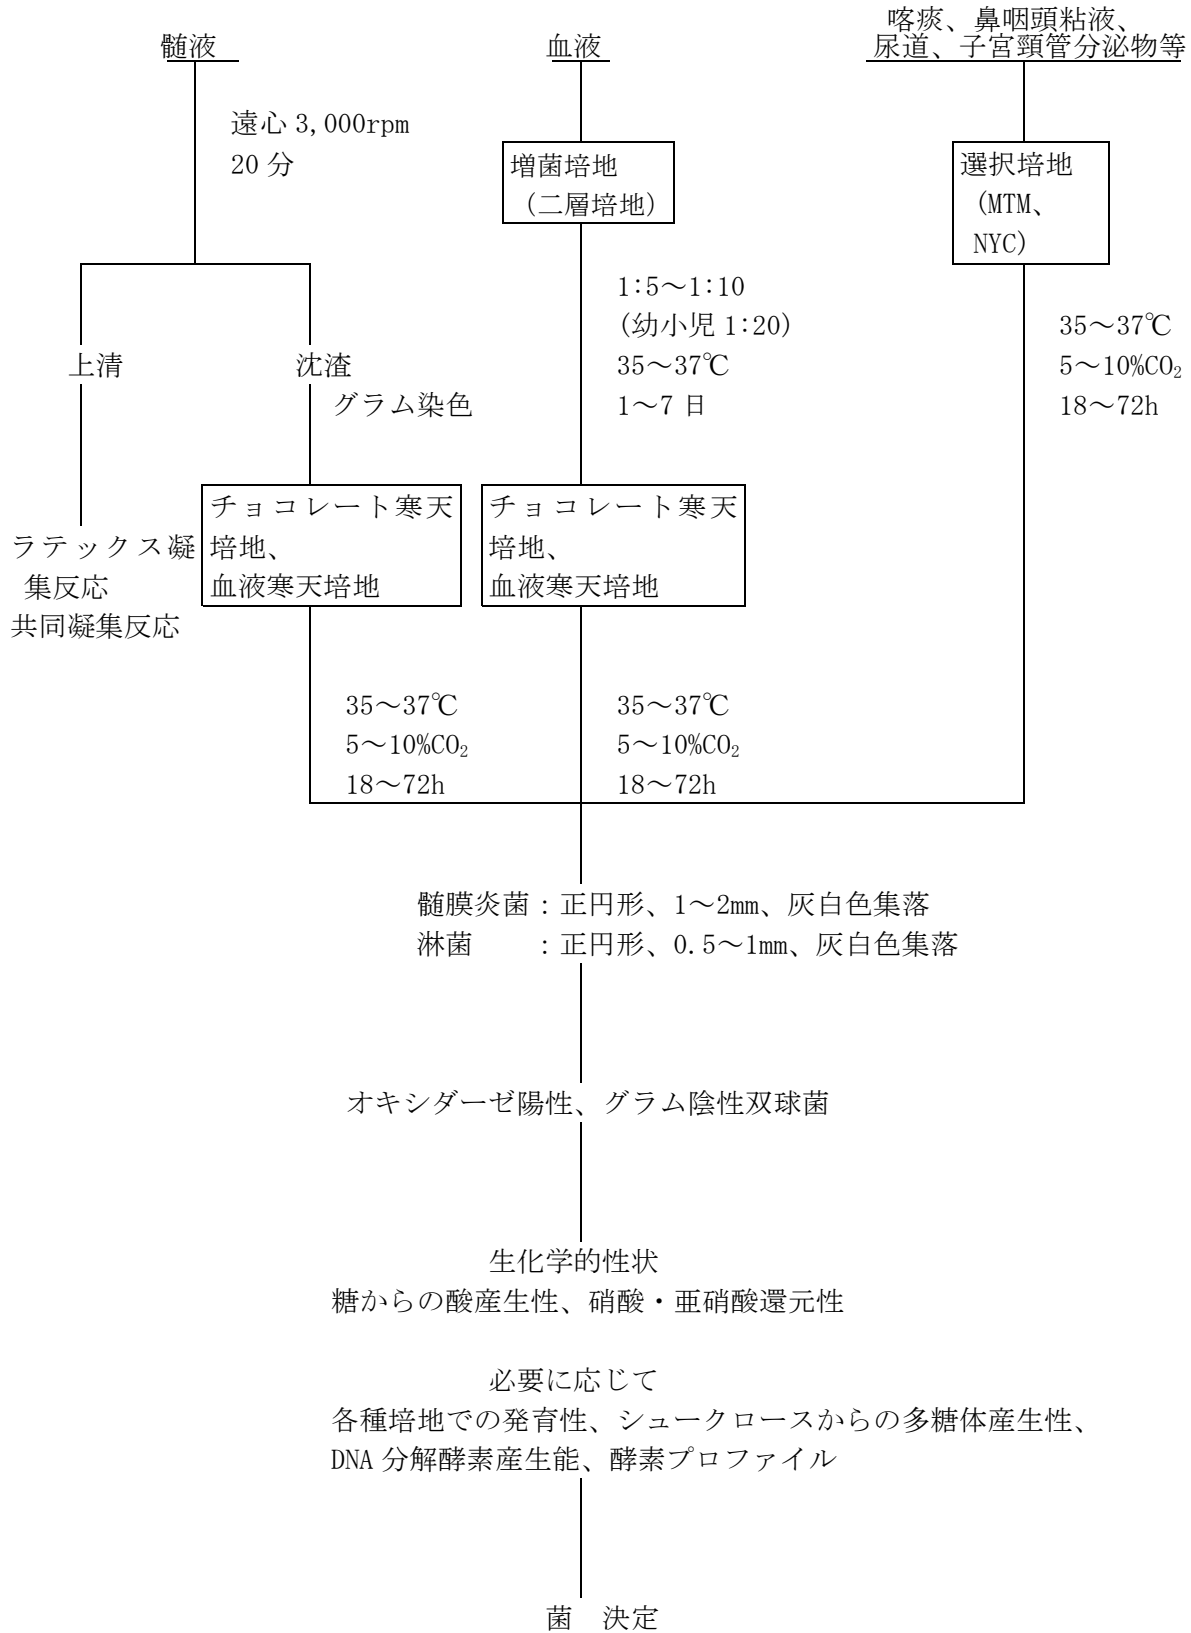 髄液
血液
喀痰、鼻咽頭粘液、
尿道、子宮頸管分泌物等
遠心 3,000rpm
20 分
増菌培地
（二層培地）
選択培地
（MTM、
NYC）
1:5～1:10
(幼小児 1:20)
35～37℃
1～7 日
35～37℃
5～10%CO₂
18～72h
上清
沈渣
グラム染色
ラテックス凝
集反応
共同凝集反応
チョコレート寒天
培地、
血液寒天培地
チョコレート寒天
培地、
血液寒天培地
35～37℃
5～10%CO₂
18～72h
35～37℃
5～10%CO₂
18～72h
髄膜炎菌：正円形、1～2mm、灰白色集落
淋菌　　：正円形、0.5～1mm、灰白色集落
オキシダーゼ陽性、グラム陰性双球菌
生化学的性状
糖からの酸産生性、硝酸・亜硝酸還元性
必要に応じて
各種培地での発育性、シュークロースからの多糖体産生性、
DNA 分解酵素産生能、酵素プロファイル
菌　決定